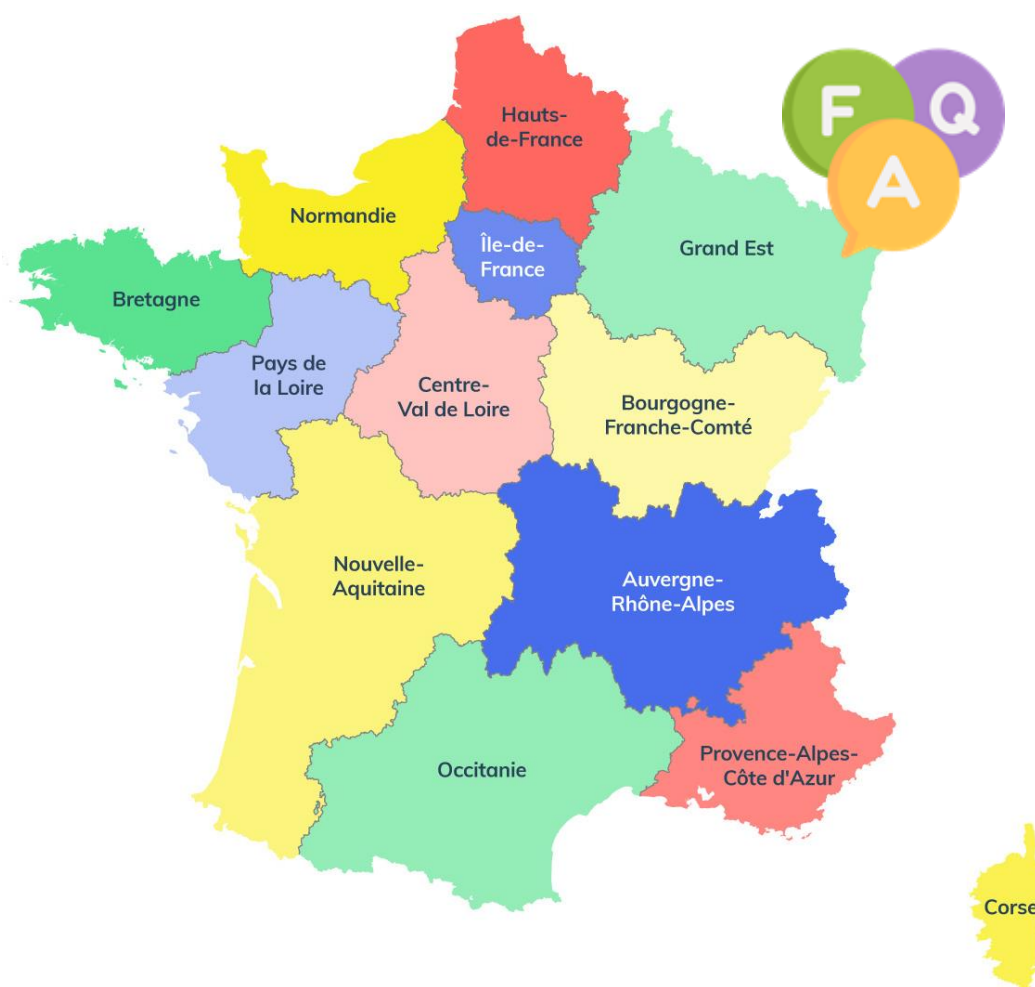 Hauts-
de-France
F
Q
A
Normandie
Île-de-
France
Grand Est
Bretagne
Pays de
la Loire
Centre-
Val de Loire
Bourgogne-
Franche-Comté
Nouvelle-
Aquitaine
Auvergne-
Rhône-Alpes
Occitanie
Provence-Alpes-
Côte d'Azur
Corse